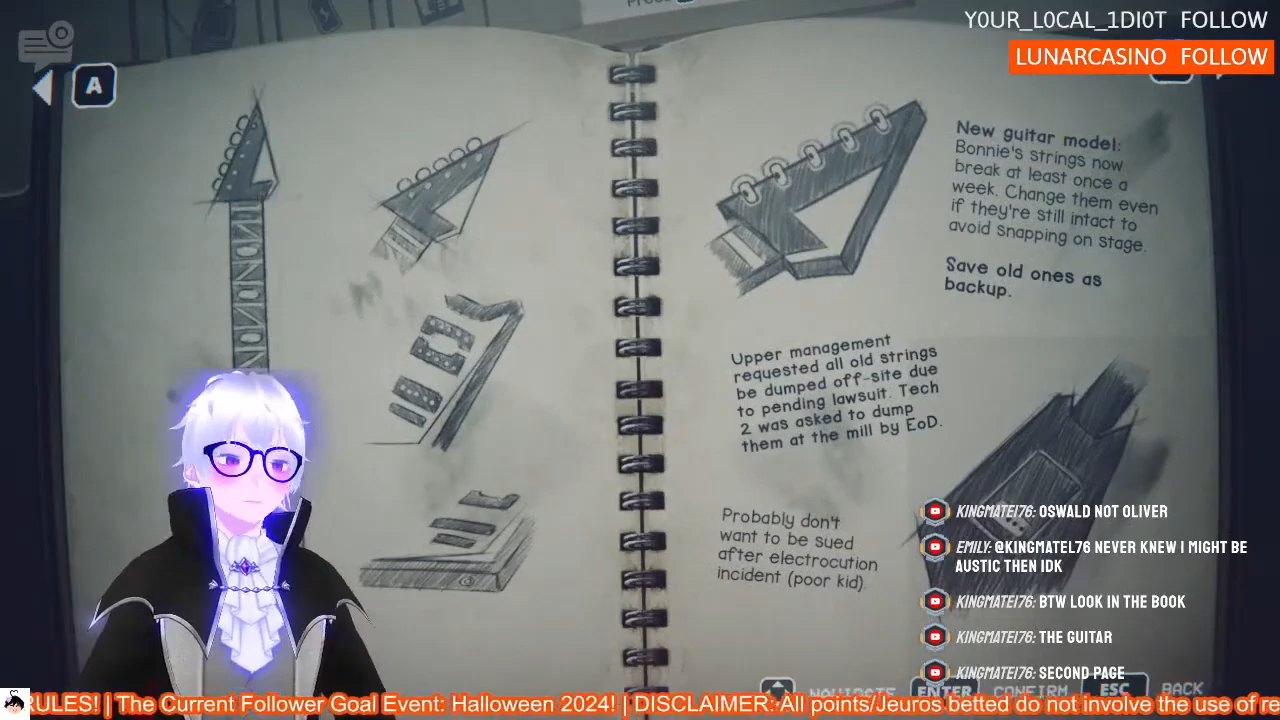 Press
Y0UR_L0CAL_1DI0T FOLLOW
LUNARCASINO FOLLOW
A
New guitar model:
Bonnie's strings now
break at least once a
week. Change them even
if they're still intact to
avoid snapping on stage.
Save old ones as
backup.
Upper management
requested all old strings
be dumped off-site due
to pending lawsuit. Tech
2 was asked to dump
them at the mill by EoD.
Probably don't
want to be sued
after electrocution
incident (poor kid).
KINGMATEL76: OSWALD NOT OLIVER
EMILY: @KINGMATEL76 NEVER KNEW I MIGHT BE
AUSTIC THEN IDK
KINGMATEL76: BTW LOOK IN THE BOOK
KINGMATEL76: THE GUITAR
KINGMATEL76: SECOND PAGE
NAVIGATE ENTER CONFIRM ESC BACK
RULES! | The Current Follower Goal Event: Halloween 2024! | DISCLAIMER: All points/Jeuros betted do not involve the use of re